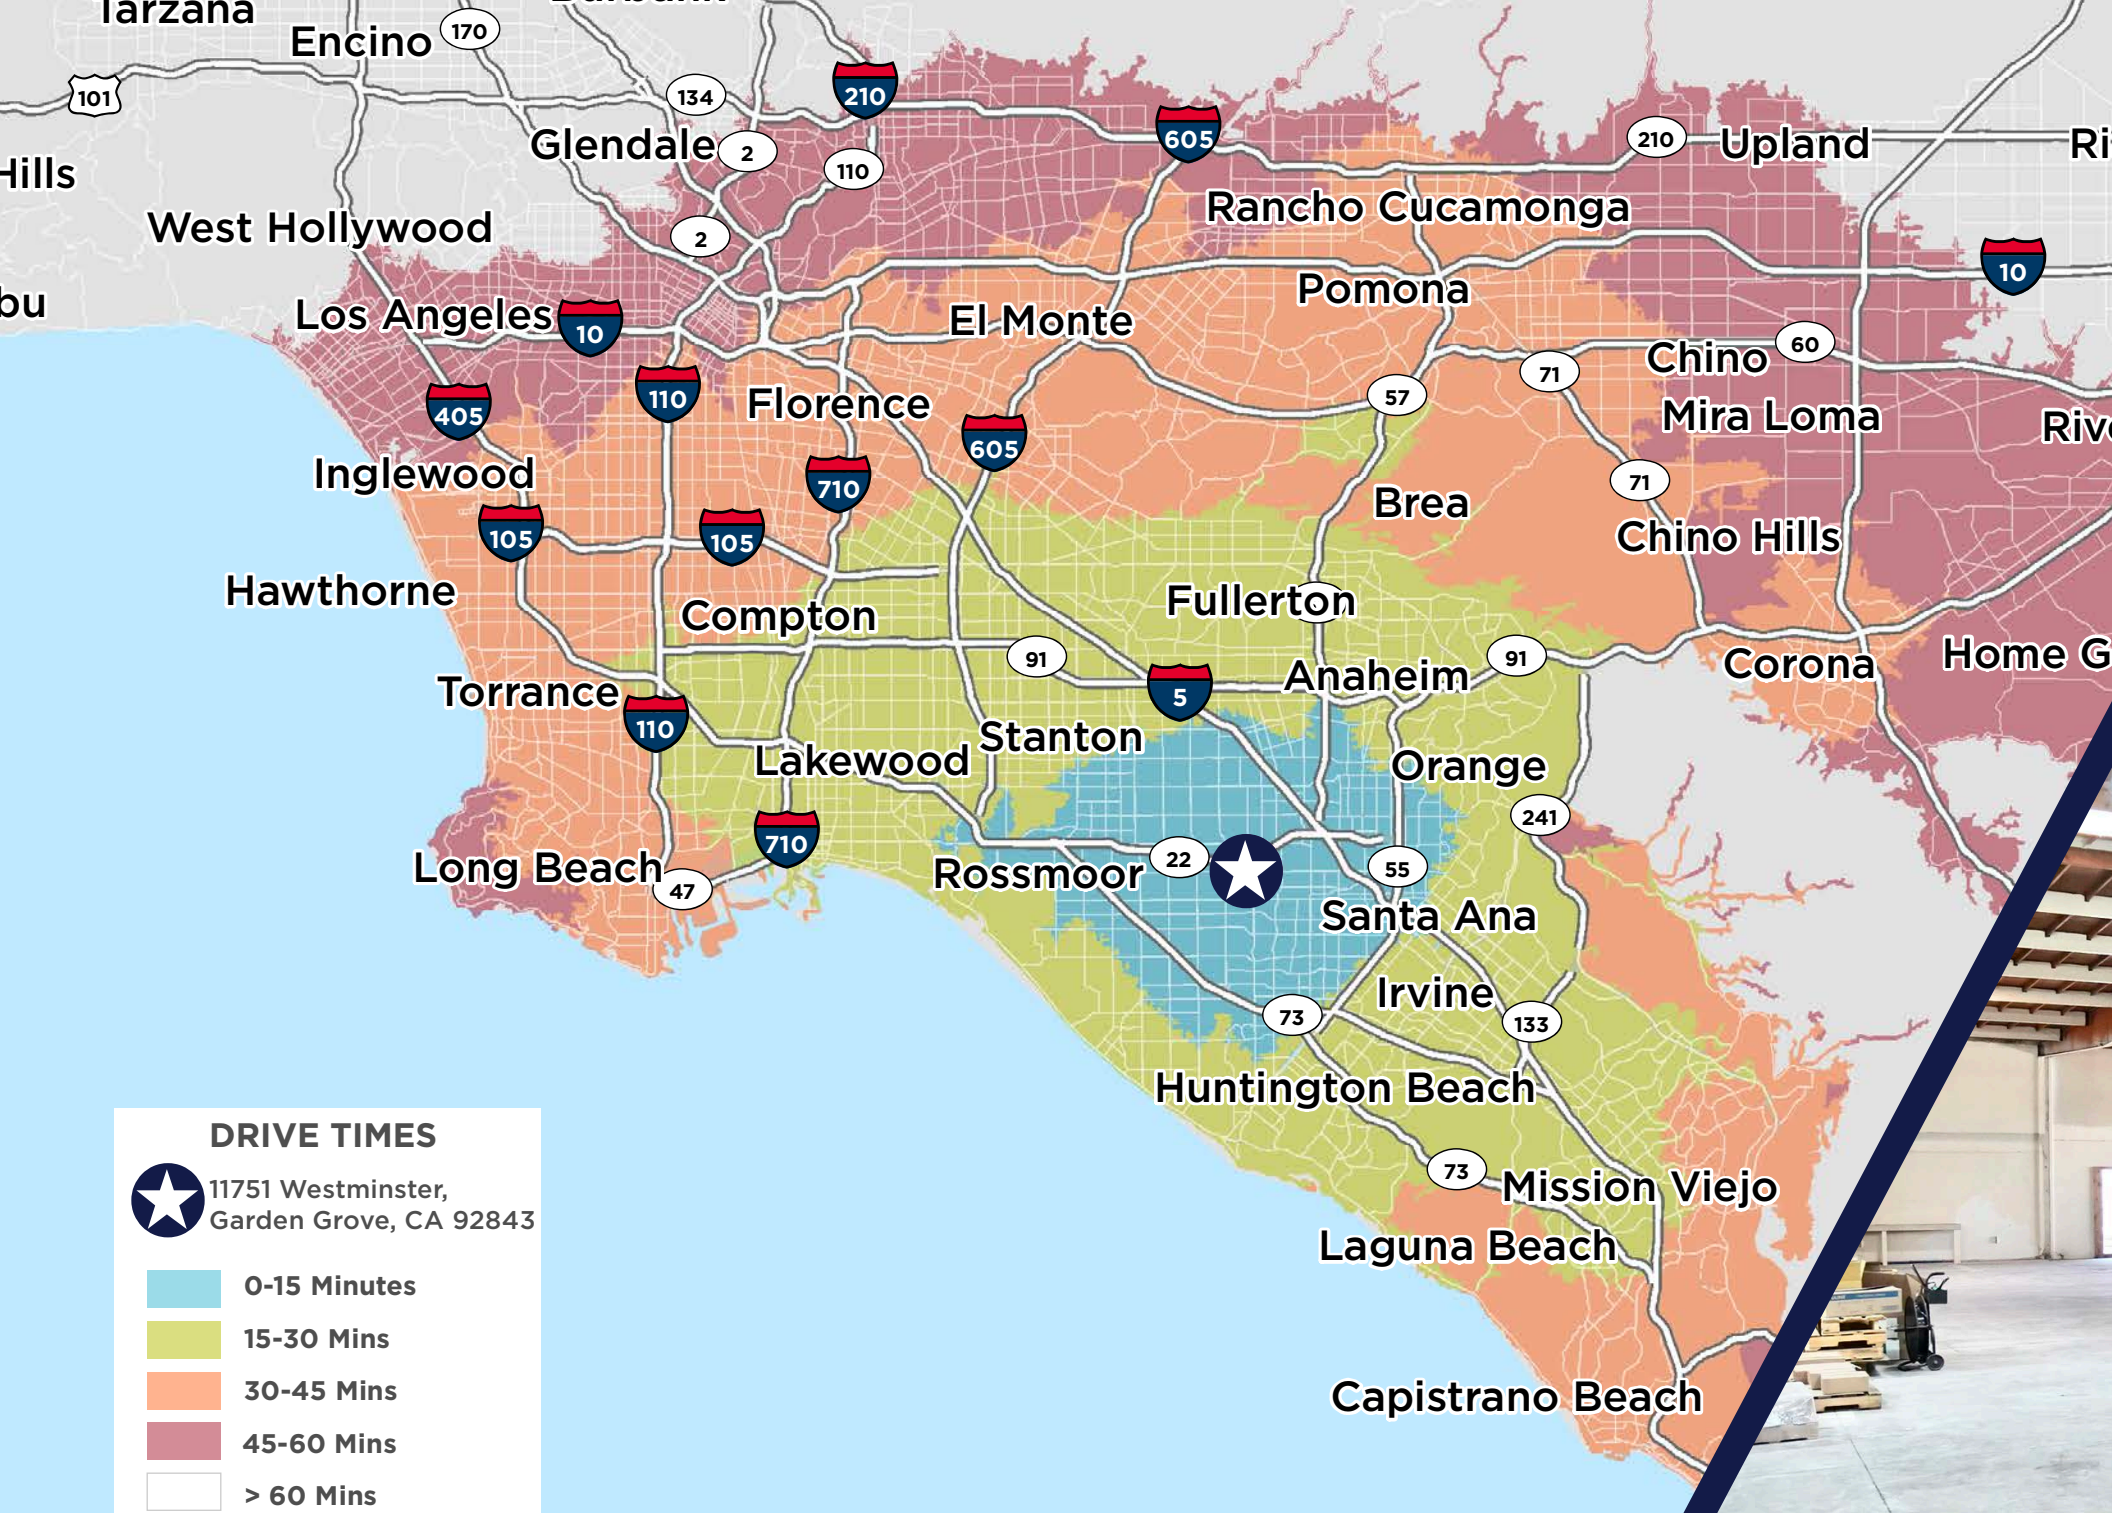 Tarzana
Encino
170
101
134
210
Glendale
2
110
605
210
Upland
Hills
West Hollywood
2
Rancho Cucamonga
10
Los Angeles
10
El Monte
Pomona
60
Chino
405
110
Florence
57
71
Mira Loma
605
Inglewood
710
71
Brea
105
105
Chino Hills
Hawthorne
Compton
Fullerton
91
91
Anaheim
Corona
Home G
Torrance
5
110
Stanton
Lakewood
Orange
241
710
Long Beach
47
Rossmoor
22
55
Santa Ana
Irvine
73
133
Huntington Beach
73
Mission Viejo
Laguna Beach
Capistrano Beach
DRIVE TIMES
11751 Westminster,
Garden Grove, CA 92843
0-15 Minutes
15-30 Mins
30-45 Mins
45-60 Mins
> 60 Mins